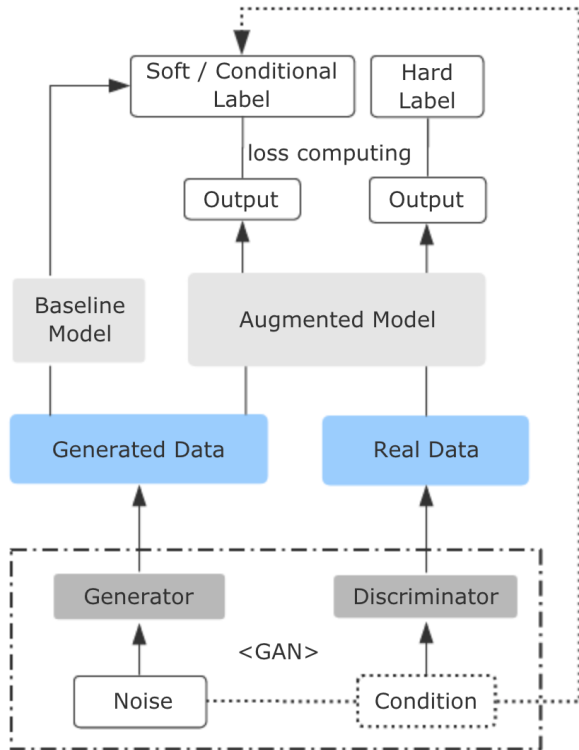 Soft / Conditional
Label
Hard
Label
loss computing
Output
Output
Baseline
Model
Augmented Model
Generated Data
Real Data
Generator
Discriminator
<GAN>
Noise
Condition